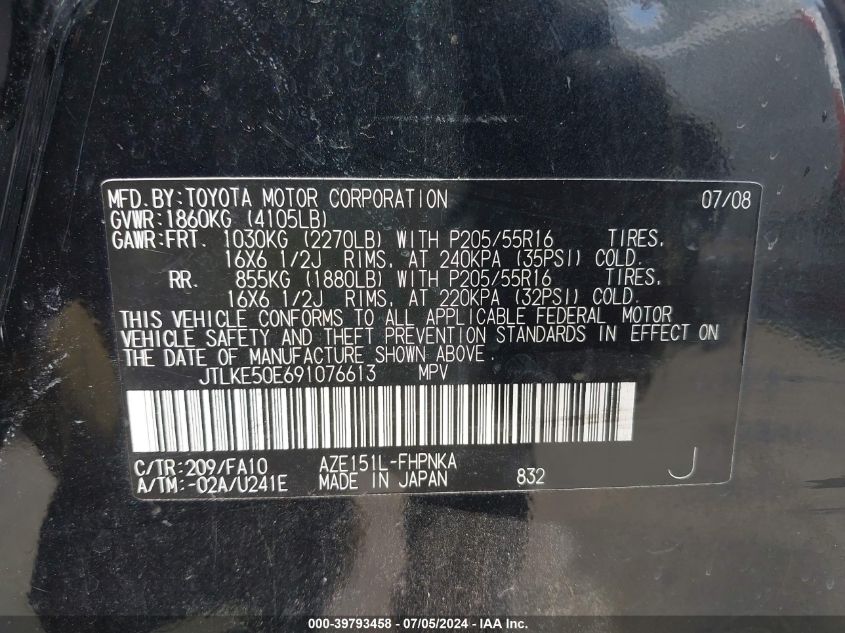 MFD.BY:TOYOTA MOTOR CORPORATION 07/08
GVWR:1860KG (4105LB)
GAWR:FRT. 1030KG (2270LB) WITH P205/55R16 TIRES,
16X6 1/2J RIMS, AT 240KPA (35PSI) COLD.
RR. 855KG (1880LB) WITH P205/55R16 TIRES,
16X6 1/2J RIMS, AT 220KPA (32PSI) COLD.
THIS VEHICLE CONFORMS TO ALL APPLICABLE FEDERAL MOTOR
VEHICLE SAFETY AND THEFT PREVENTION STANDARDS IN EFFECT ON
THE DATE OF MANUFACTURE SHOWN ABOVE.
JTLKE50E691076613 MPV
C/TR:209/FA10 AZE151L-FHPNKA
A/TM:-02A/U241E MADE IN JAPAN 832 J
000-39793458 - 07/05/2024 - IAA Inc.